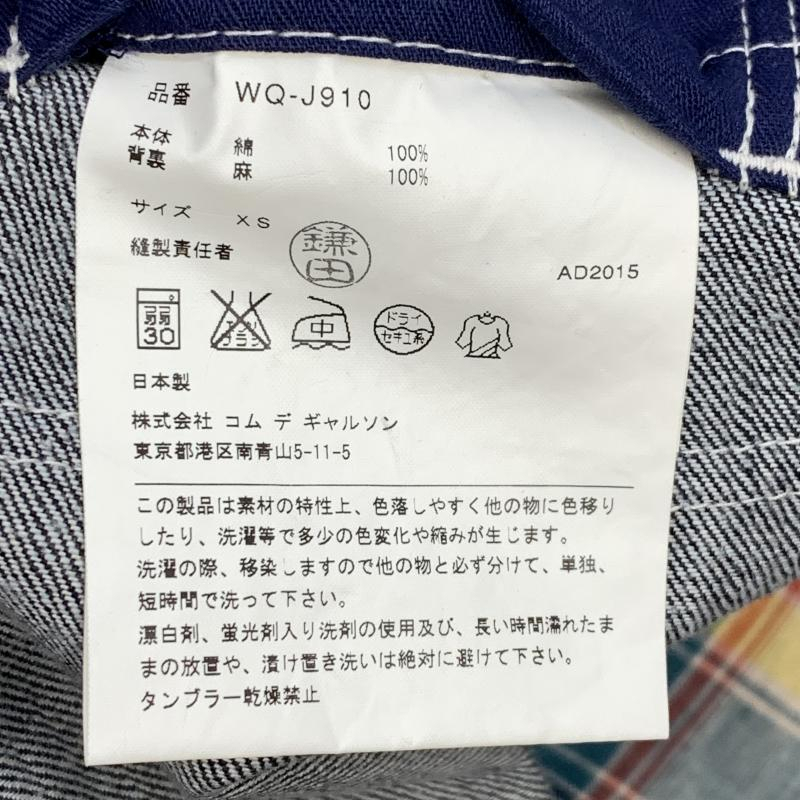 品番 WQ-J910
本体 綿 100%
背裏 麻 100%
サイズ XS
縫製責任者 鎌田
AD2015
弱 30 エンソサラシ 中 ドライ セキユ系
日本製
株式会社 コム デ ギャルソン
東京都港区南青山5-11-5
この製品は素材の特性上、色落しやすく他の物に色移り
したり、洗濯等で多少の色変化や縮みが生じます。
洗濯の際、移染しますので他の物と必ず分けて、単独、
短時間で洗って下さい。
漂白剤、蛍光剤入り洗剤の使用及び、長い時間濡れたま
まの放置や、漬け置き洗いは絶対に避けて下さい。
タンブラー乾燥禁止